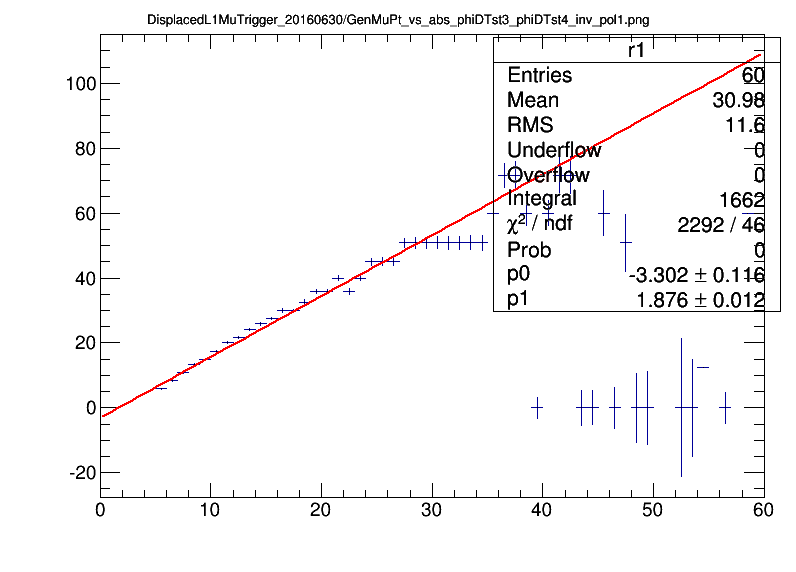 DisplacedL1MuTrigger_20160630/GenMuPt_vs_abs_phiDTst3_phiDTst4_inv_pol1.png
r1
Entries 60
Mean 30.98
RMS 11.6
Underflow 0
Overflow 0
Integral 1662
χ² / ndf 2292 / 46
Prob 0
p0 -3.302 ± 0.116
p1 1.876 ± 0.012
100
80
60
40
20
0
-20
0 10 20 30 40 50 60